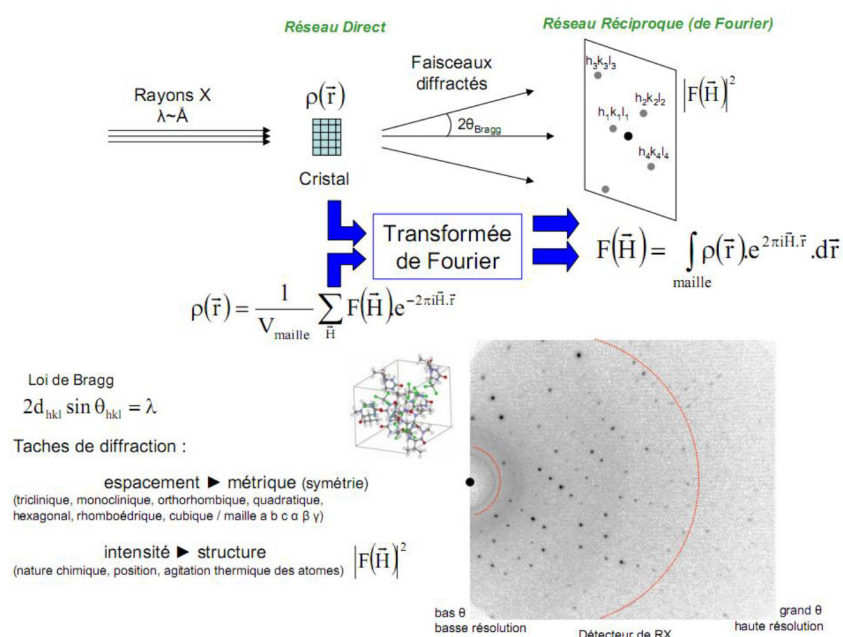 Réseau Direct
Réseau Réciproque (de Fourier)
Rayons X
λ~Å
ρ(r⃗)
Cristal
Faisceaux
diffractés
2θBragg
h₃k₃l₃
h₂k₂l₂
h₁k₁l₁
h₄k₄l₄
|F(H⃗)|²
Transformée
de Fourier
F(H⃗) = ∫maille ρ(r⃗).e^{2πiH⃗.r⃗}.dr⃗
ρ(r⃗) = 1/Vmaille ∑H⃗ F(H⃗).e^{-2πiH⃗.r⃗}
Loi de Bragg
2dhkl sin θhkl = λ
Taches de diffraction :
espacement ► métrique (symétrie)
(triclinique, monoclinique, orthorhombique, quadratique,
hexagonal, rhomboédrique, cubique / maille a b c α β γ)
intensité ► structure
(nature chimique, position, agitation thermique des atomes)
|F(H⃗)|²
bas θ
basse résolution
Détecteur de RX
grand θ
haute résolution